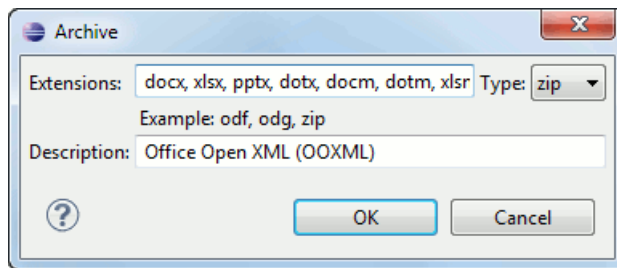 Archive
Extensions: docx, xlsx, pptx, dotx, docm, dotm, Type: zip
Example: odf, odg, zip
Description: Office Open XML (OOXML)
? OK Cancel